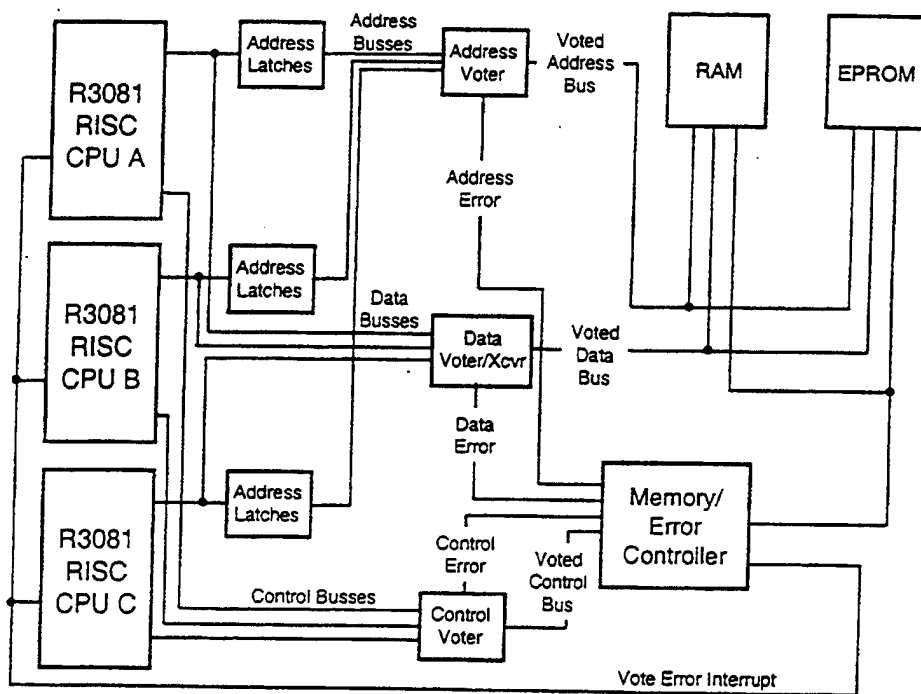 R3081
RISC
CPU A
Address
Latches
Address
Busses
Address
Voter
Voted
Address
Bus
RAM
EPROM
Address
Error
R3081
RISC
CPU B
Address
Latches
Data
Busses
Data
Voter/Xcvr
Voted
Data
Bus
Data
Error
R3081
RISC
CPU C
Address
Latches
Memory/
Error
Controller
Control
Error
Voted
Control
Bus
Control Busses
Control
Voter
Vote Error Interrupt